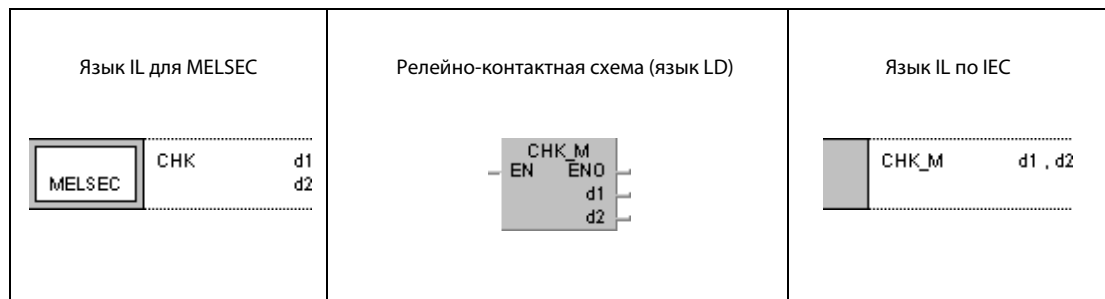 Язык IL для MELSEC
MELSEC
CHK d1
d2
Релейно-контактная схема (язык LD)
CHK_M
EN ENO
d1
d2
Язык IL по IEC
CHK_M d1 , d2